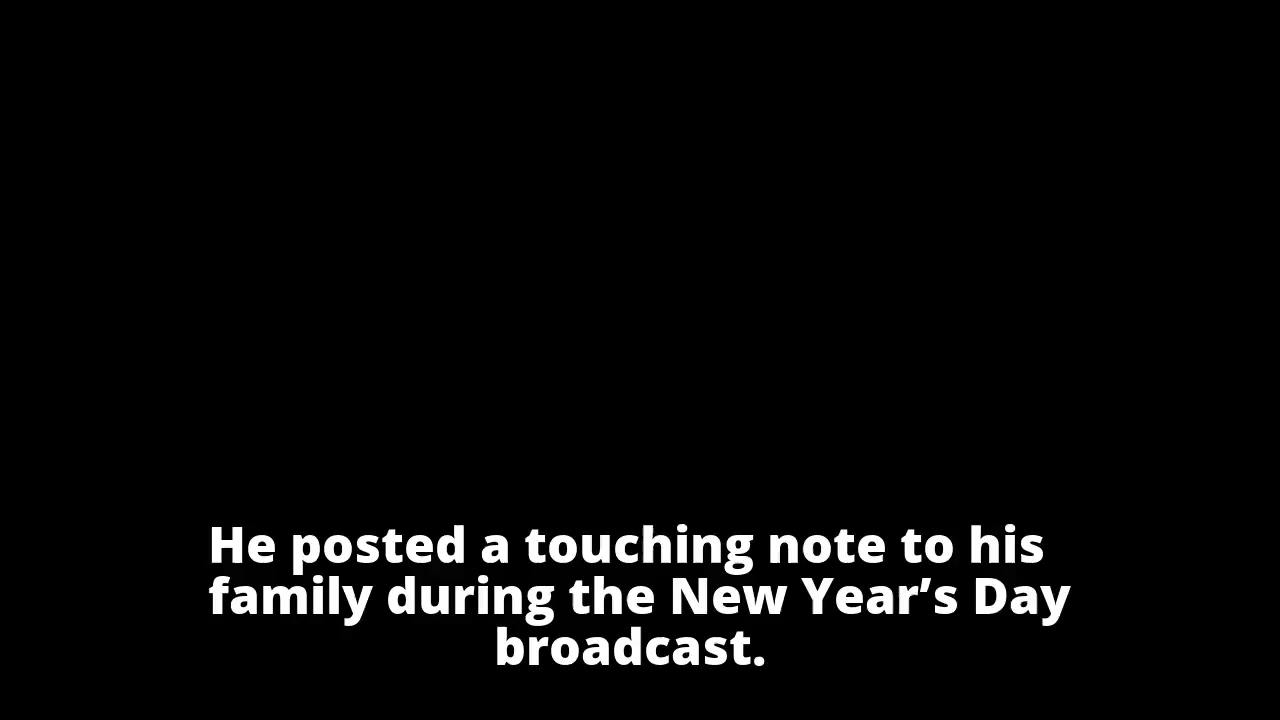 He posted a touching note to his
family during the New Year’s Day
broadcast.